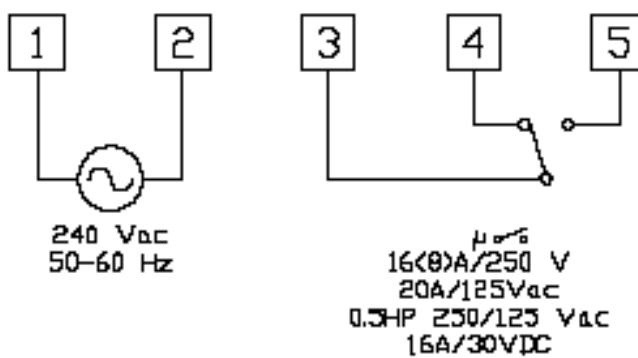 1 2 3 4 5
240 Vac
50-60 Hz
μ
16(8)A/250 V
20A/125Vac
0.5HP 250/125 Vac
16A/30VDC